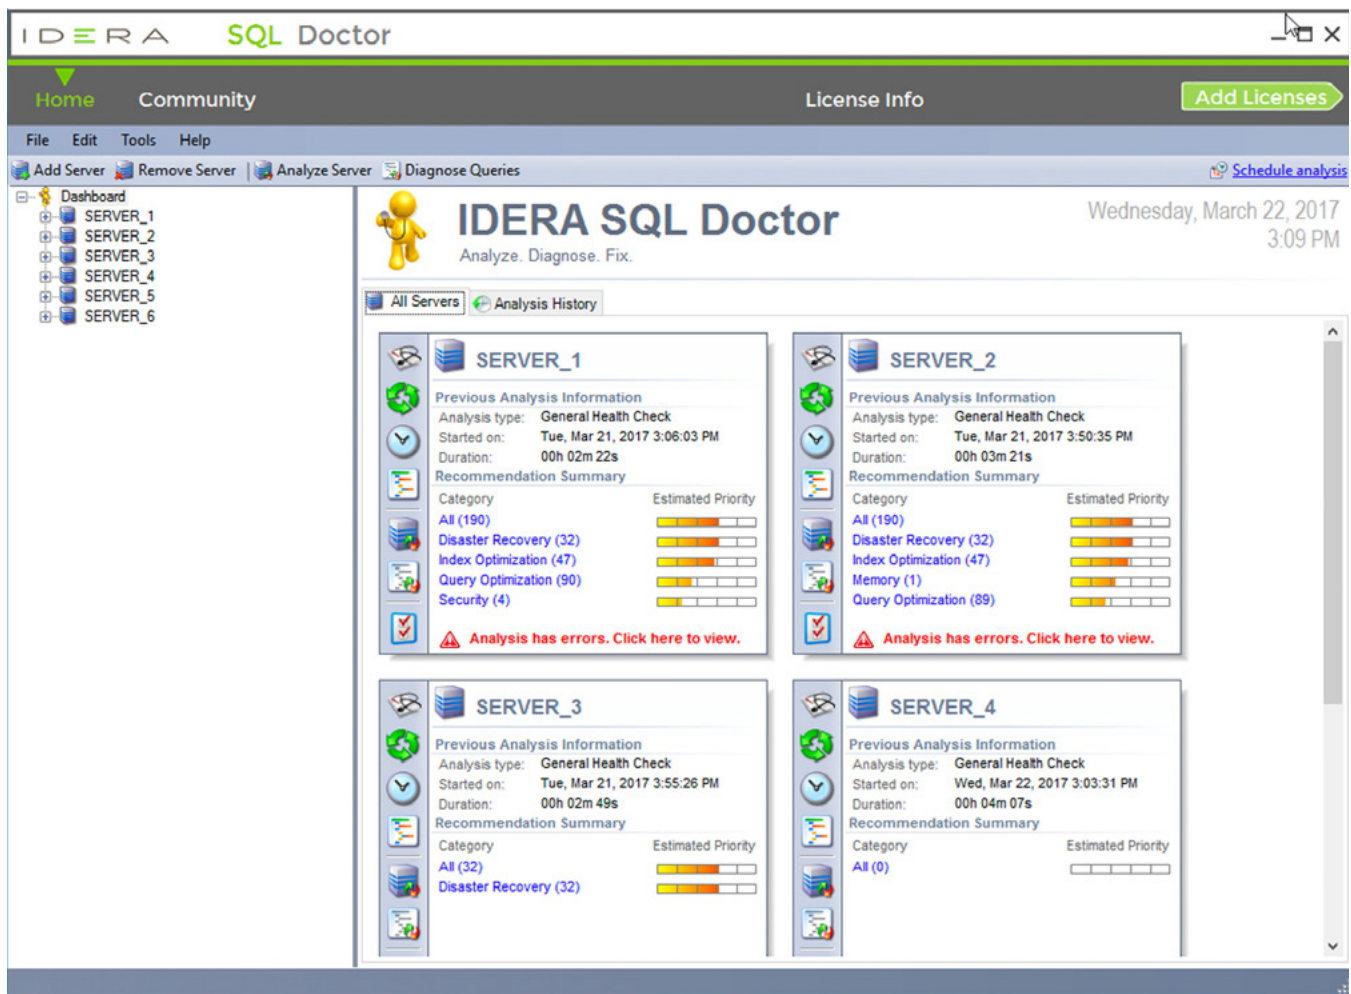 IDERA SQL Doctor
Home Community License Info Add Licenses
File Edit Tools Help
Add Server Remove Server Analyze Server Diagnose Queries Schedule analysis
Dashboard
SERVER_1
SERVER_2
SERVER_3
SERVER_4
SERVER_5
SERVER_6
IDERA SQL Doctor
Analyze. Diagnose. Fix.
Wednesday, March 22, 2017
3:09 PM
All Servers Analysis History
SERVER_1
Previous Analysis Information
Analysis type: General Health Check
Started on: Tue, Mar 21, 2017 3:06:03 PM
Duration: 00h 02m 22s
Recommendation Summary
Category Estimated Priority
All (190)
Disaster Recovery (32)
Index Optimization (47)
Query Optimization (90)
Security (4)
Analysis has errors. Click here to view.
SERVER_2
Previous Analysis Information
Analysis type: General Health Check
Started on: Tue, Mar 21, 2017 3:50:35 PM
Duration: 00h 03m 21s
Recommendation Summary
Category Estimated Priority
All (190)
Disaster Recovery (32)
Index Optimization (47)
Memory (1)
Query Optimization (89)
Analysis has errors. Click here to view.
SERVER_3
Previous Analysis Information
Analysis type: General Health Check
Started on: Tue, Mar 21, 2017 3:55:26 PM
Duration: 00h 02m 49s
Recommendation Summary
Category Estimated Priority
All (32)
Disaster Recovery (32)
SERVER_4
Previous Analysis Information
Analysis type: General Health Check
Started on: Wed, Mar 22, 2017 3:03:31 PM
Duration: 00h 04m 07s
Recommendation Summary
Category Estimated Priority
All (0)